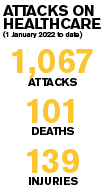 ATTACKS ON
HEALTHCARE
(1 January 2022 to date)
1,067
ATTACKS
101
DEATHS
139
INJURIES